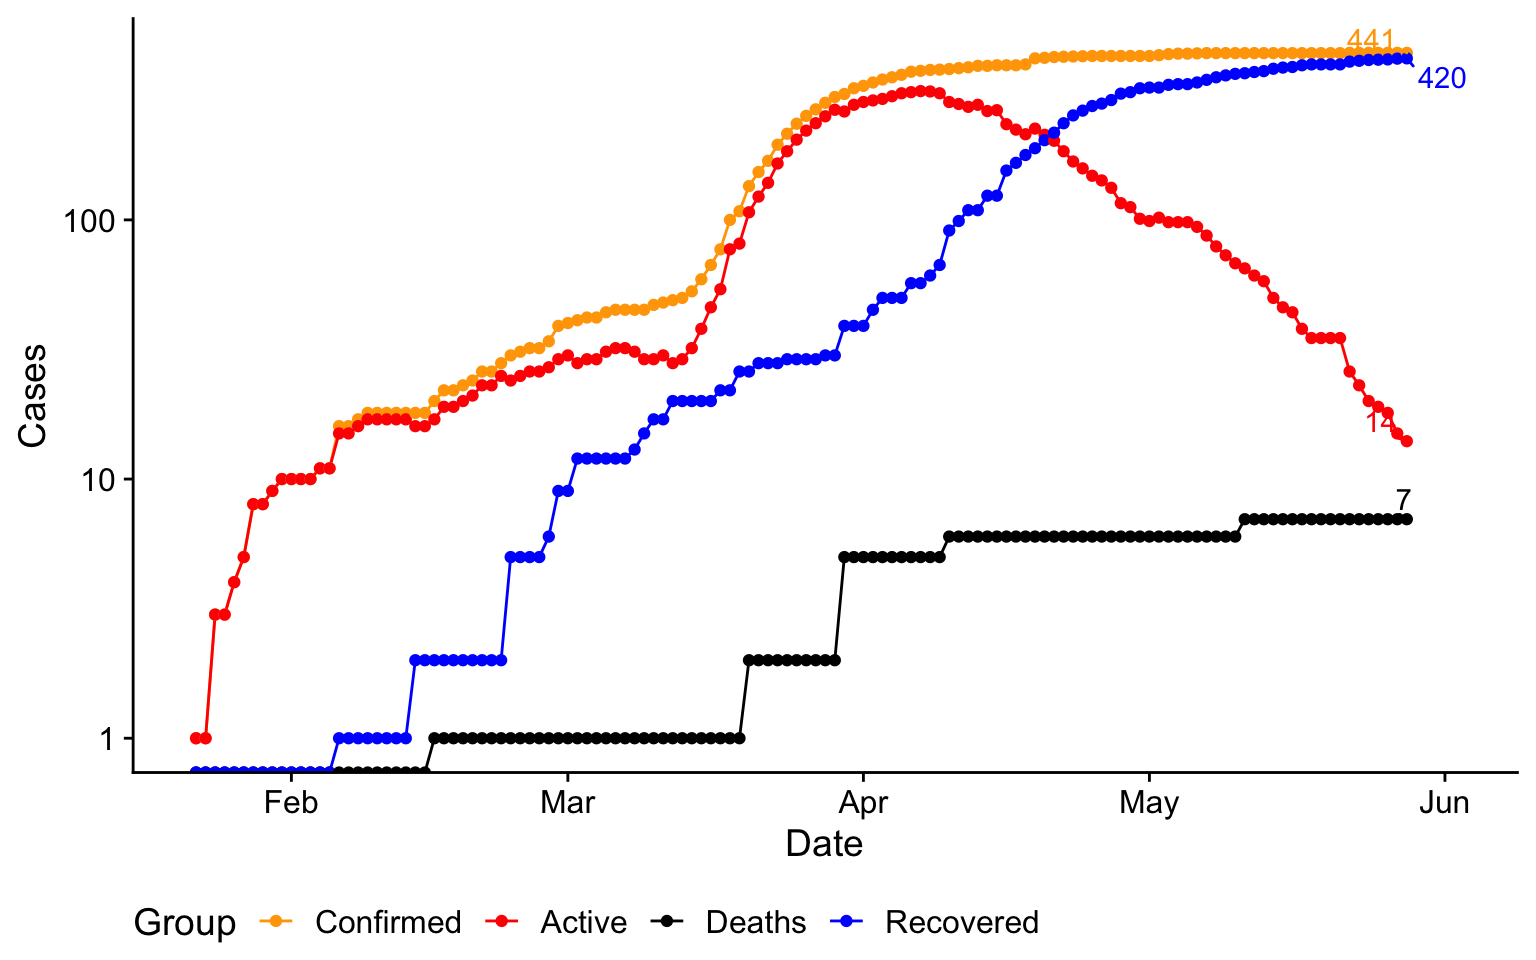 441
420
100
Cases
10
14
7
1
Feb Mar Apr May Jun
Date
Group Confirmed Active Deaths Recovered